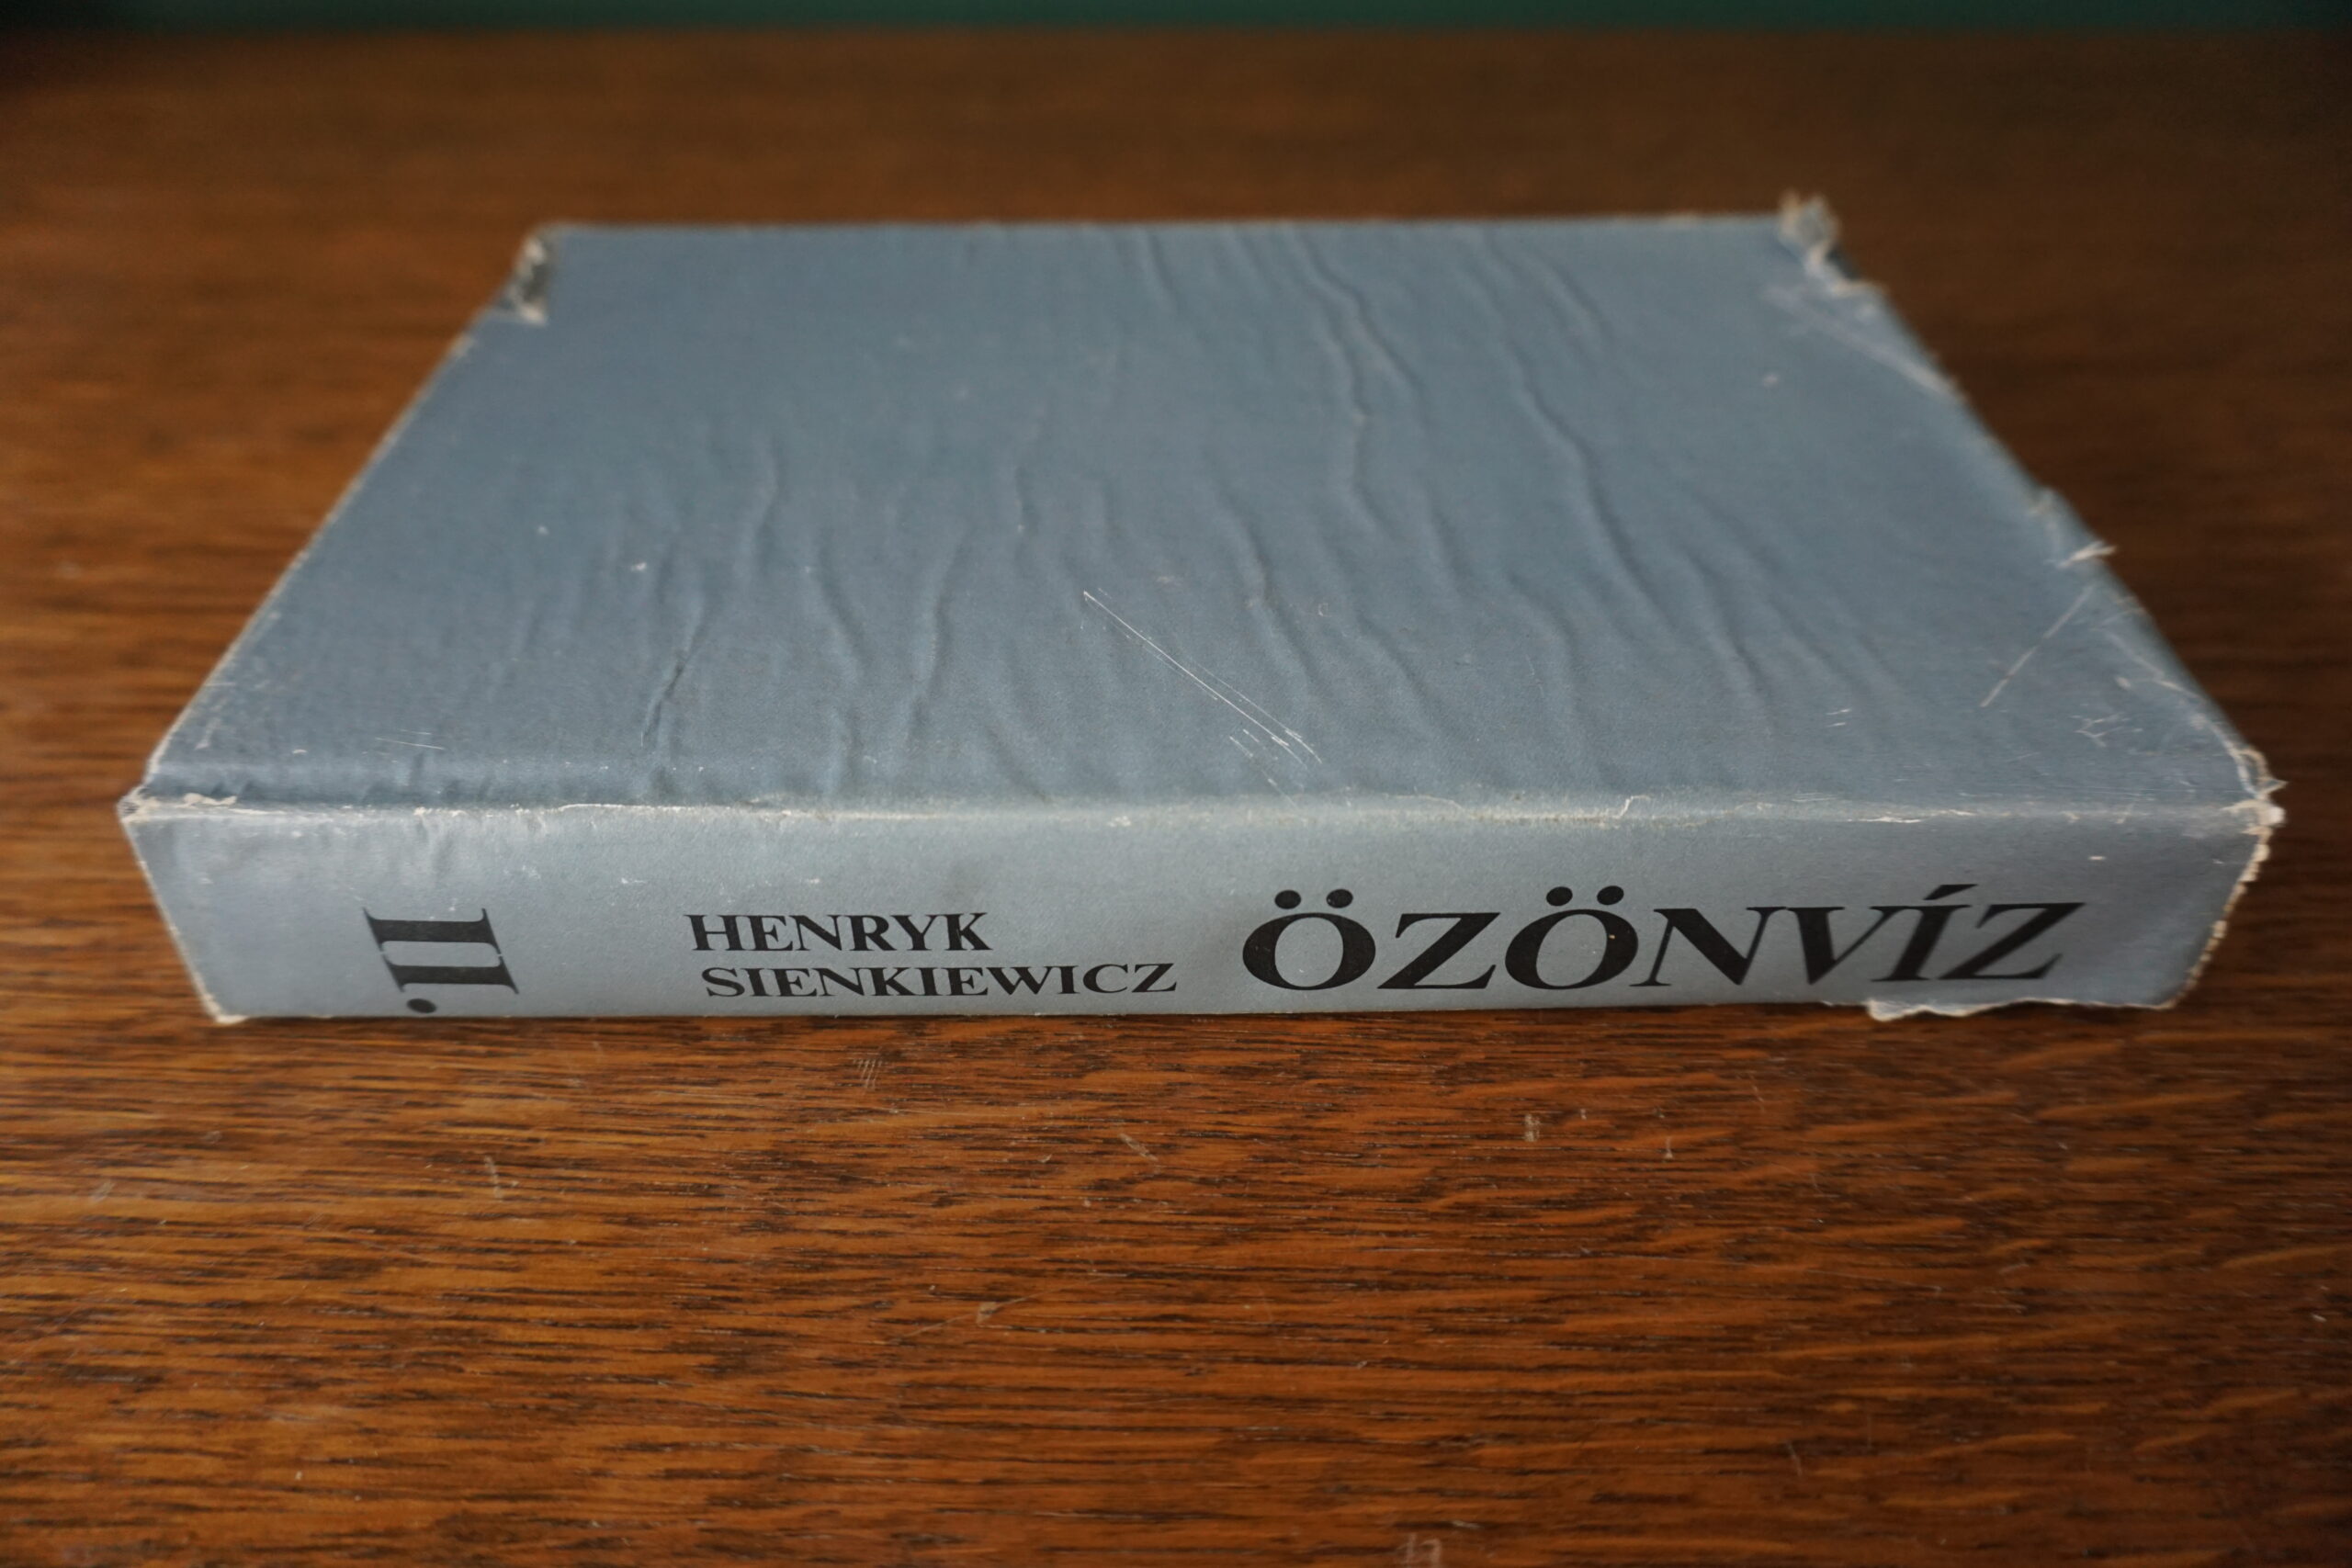 II.
HENRYK
SIENKIEWICZ
ÖZÖNVÍZ